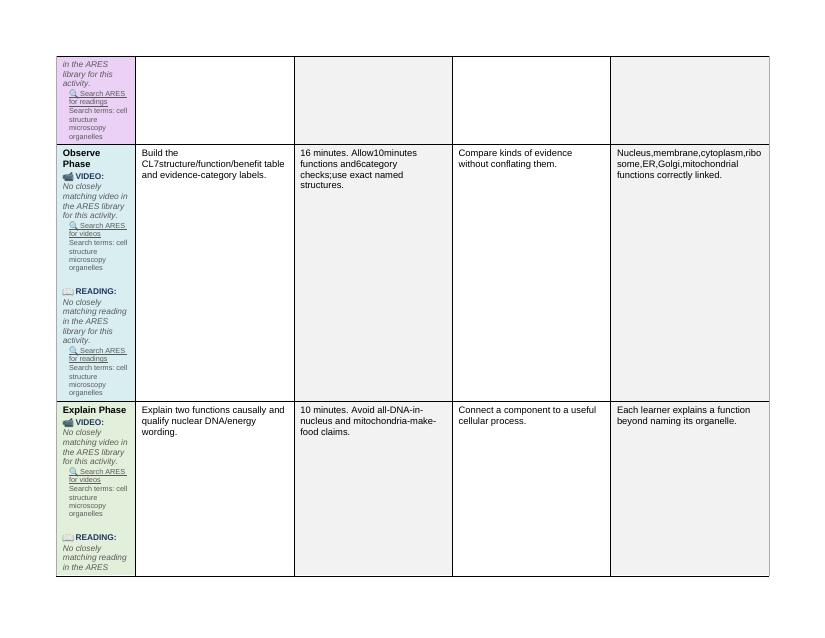 in the ARES
library for this
activity.
🔍 Search ARES
for readings
Search terms: cell
structure
microscopy
organelles
Observe
Phase
📹 VIDEO:
No closely
matching video in
the ARES library
for this activity.
🔍 Search ARES
for videos
Search terms: cell
structure
microscopy
organelles
📖 READING:
No closely
matching reading
in the ARES
library for this
activity.
🔍 Search ARES
for readings
Search terms: cell
structure
microscopy
organelles
Build the
CL7structure/function/benefit table
and evidence-category labels.
16 minutes. Allow10minutes
functions and6category
checks;use exact named
structures.
Compare kinds of evidence
without conflating them.
Nucleus,membrane,cytoplasm,ribo
some,ER,Golgi,mitochondrial
functions correctly linked.
Explain Phase
📹 VIDEO:
No closely
matching video in
the ARES library
for this activity.
🔍 Search ARES
for videos
Search terms: cell
structure
microscopy
organelles
📖 READING:
No closely
matching reading
in the ARES
Explain two functions causally and
qualify nuclear DNA/energy
wording.
10 minutes. Avoid all-DNA-in-
nucleus and mitochondria-make-
food claims.
Connect a component to a useful
cellular process.
Each learner explains a function
beyond naming its organelle.